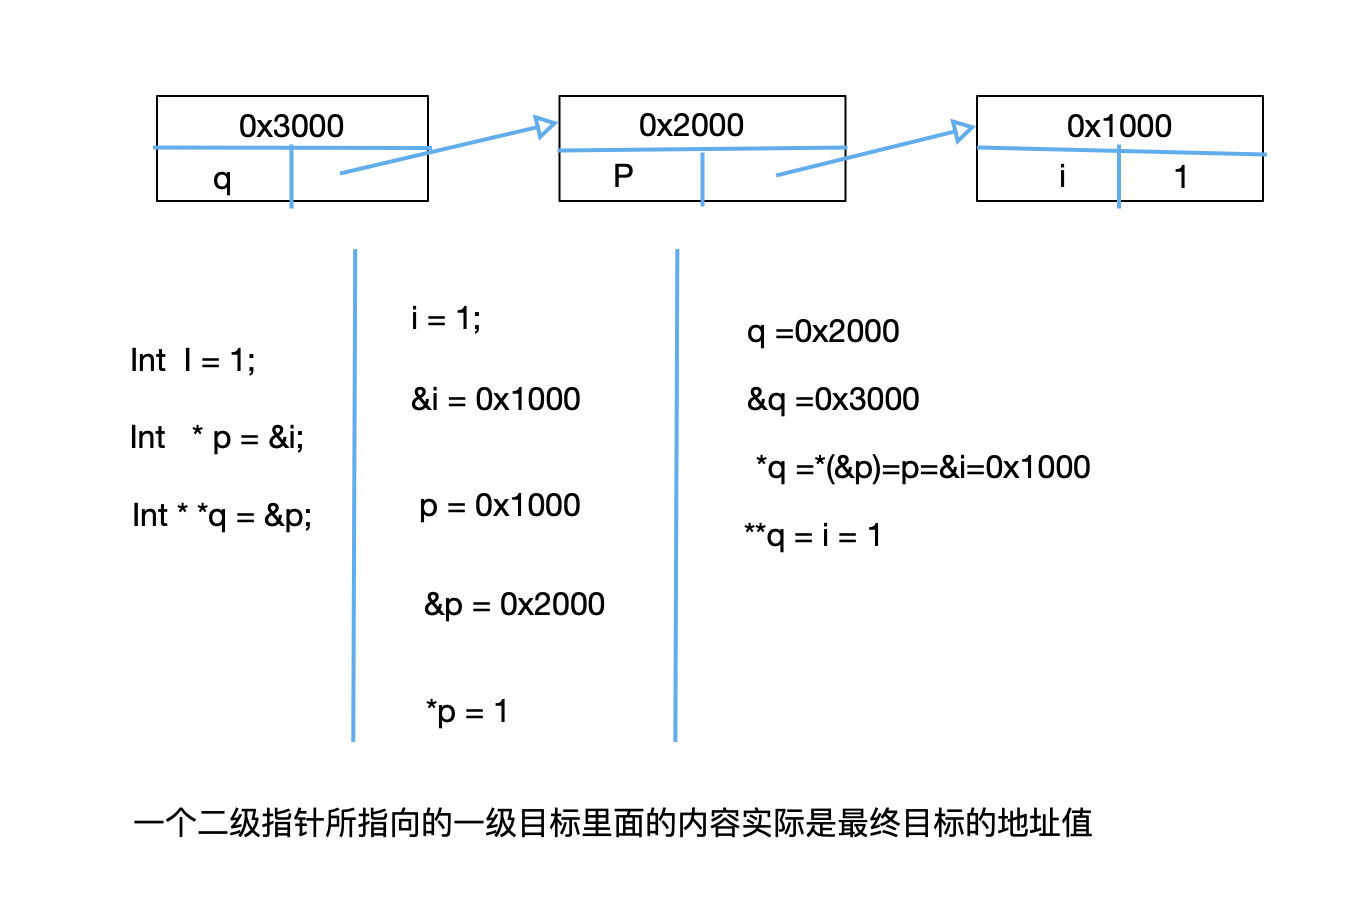 0x3000
q
0x2000
P
0x1000
i 1
Int I = 1;
Int * p = &i;
Int * *q = &p;
i = 1;
&i = 0x1000
p = 0x1000
&p = 0x2000
*p = 1
q =0x2000
&q =0x3000
*q =*(&p)=p=&i=0x1000
**q = i = 1
一个二级指针所指向的一级目标里面的内容实际是最终目标的地址值